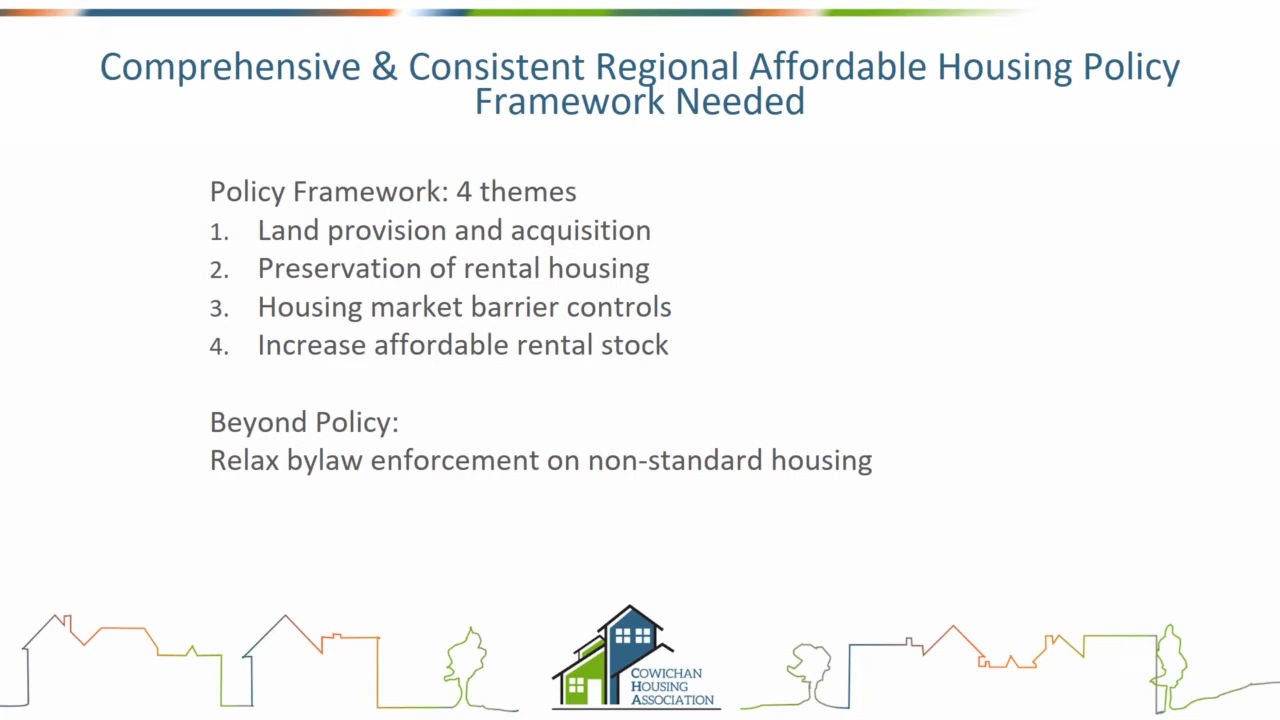 Comprehensive & Consistent Regional Affordable Housing Policy
Framework Needed
Policy Framework: 4 themes
1. Land provision and acquisition
2. Preservation of rental housing
3. Housing market barrier controls
4. Increase affordable rental stock
Beyond Policy:
Relax bylaw enforcement on non-standard housing
COWICHAN
HOUSING
ASSOCIATION